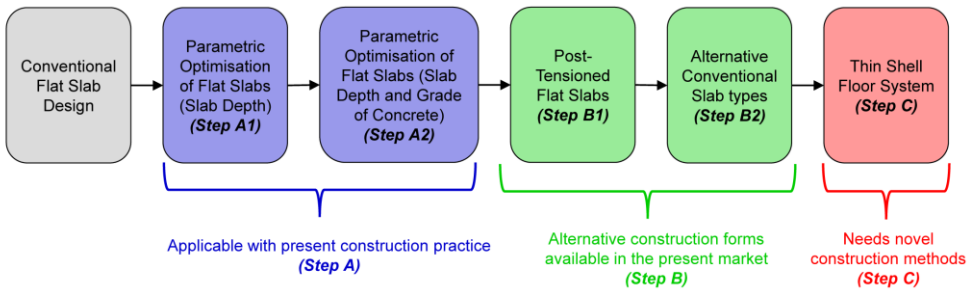 Conventional
Flat Slab
Design
Parametric
Optimisation
of Flat Slabs
(Slab Depth)
(Step A1)
Parametric
Optimisation of
Flat Slabs (Slab
Depth and Grade
of Concrete)
(Step A2)
Post-
Tensioned
Flat Slabs
(Step B1)
Alternative
Conventional
Slab types
(Step B2)
Thin Shell
Floor System
(Step C)
Applicable with present construction practice
(Step A)
Alternative construction forms
available in the present market
(Step B)
Needs novel
construction methods
(Step C)